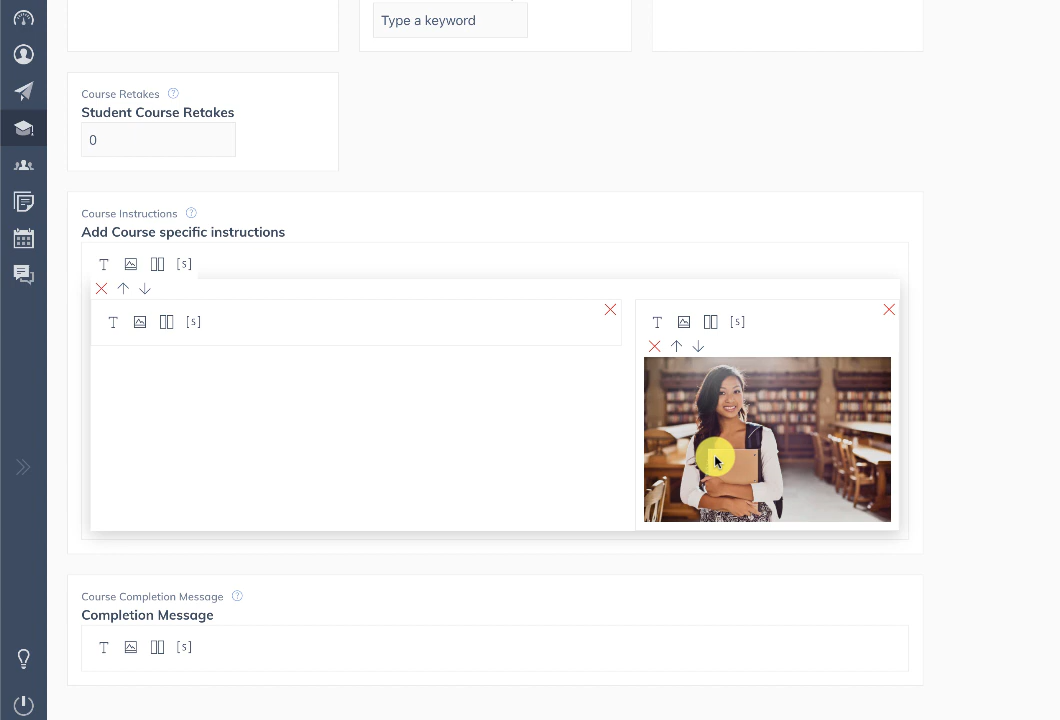 Type a keyword
Course Retakes ?
Student Course Retakes
0
Course Instructions ?
Add Course specific instructions
T [s]
T [s]
T [s]
Course Completion Message ?
Completion Message
T [s]